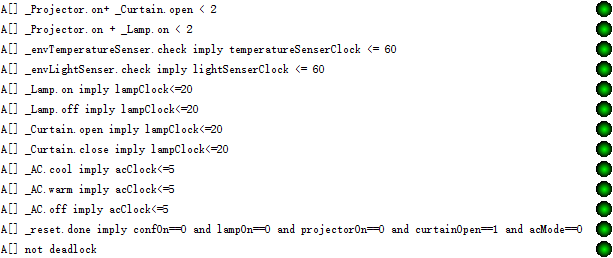 A[] _Projector.on+ _Curtain.open < 2
A[] _Projector.on + _Lamp.on < 2
A[] _envTemperatureSenser.check imply temperatureSenserClock <= 60
A[] _envLightSenser.check imply lightSenserClock <= 60
A[] _Lamp.on imply lampClock<=20
A[] _Lamp.off imply lampClock<=20
A[] _Curtain.open imply lampClock<=20
A[] _Curtain.close imply lampClock<=20
A[] _AC.cool imply acClock<=5
A[] _AC.warm imply acClock<=5
A[] _AC.off imply acClock<=5
A[] _reset.done imply confOn==0 and lampOn==0 and projectorOn==0 and curtainOpen==1 and acMode==0
A[] not deadlock